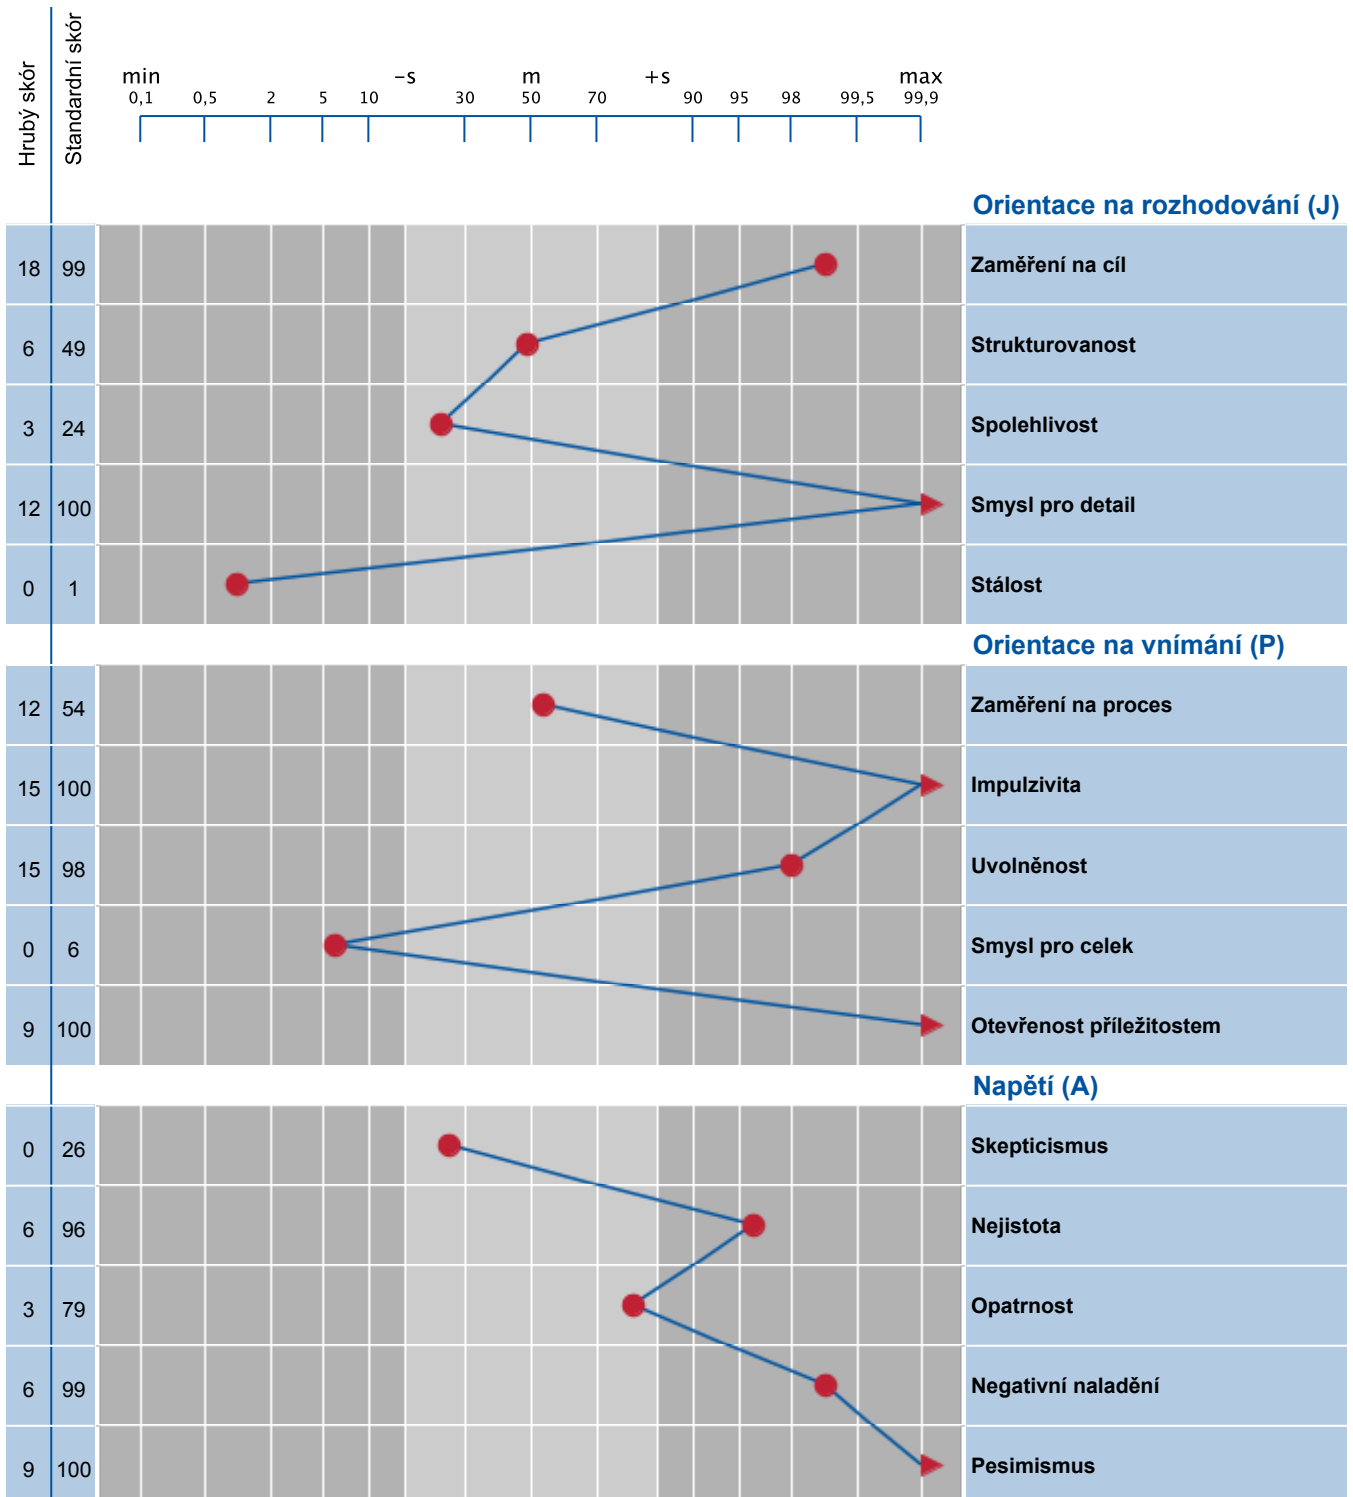 Hrubý skór
Standardní skór
min -s m +s max
0,1 0,5 2 5 10 30 50 70 90 95 98 99,5 99,9
Orientace na rozhodování (J)
18 99 Zaměření na cíl
6 49 Strukturovanost
3 24 Spolehlivost
12 100 Smysl pro detail
0 1 Stálost
Orientace na vnímání (P)
12 54 Zaměření na proces
15 100 Impulzivita
15 98 Uvolněnost
0 6 Smysl pro celek
9 100 Otevřenost příležitostem
Napětí (A)
0 26 Skepticismus
6 96 Nejistota
3 79 Opatrnost
6 99 Negativní naladění
9 100 Pesimismus